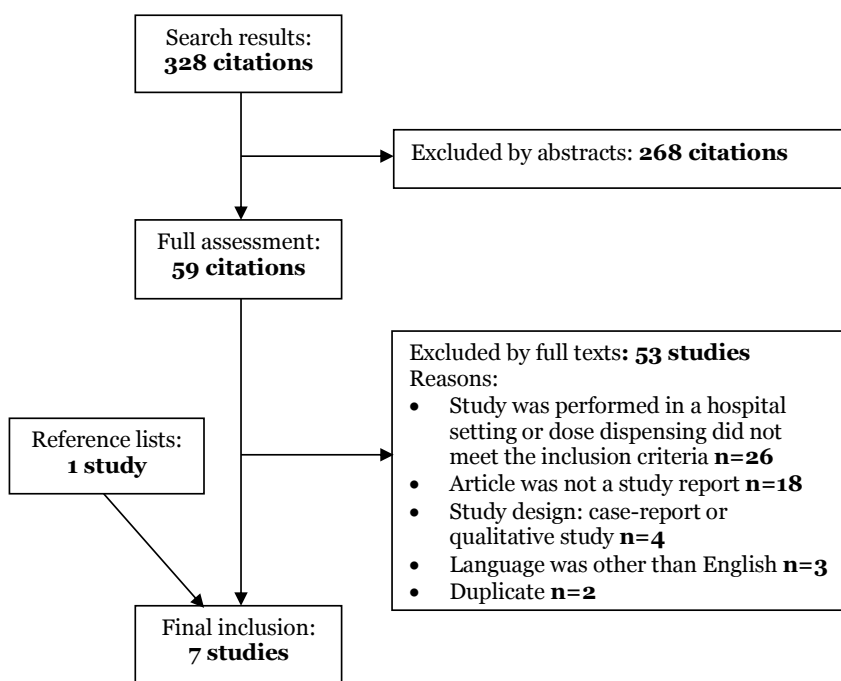 Search results:
328 citations
Excluded by abstracts: 268 citations
Full assessment:
59 citations
Excluded by full texts: 53 studies
Reasons:
• Study was performed in a hospital
setting or dose dispensing did not
meet the inclusion criteria n=26
• Article was not a study report n=18
• Study design: case-report or
qualitative study n=4
• Language was other than English n=3
• Duplicate n=2
Reference lists:
1 study
Final inclusion:
7 studies